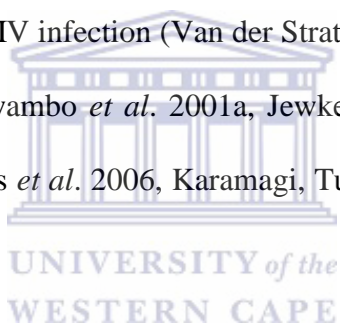 IV infection (Van der Strat
yambo et al. 2001a, Jewke
s et al. 2006, Karamagi, Tu
UNIVERSITY of the
WESTERN CAPE